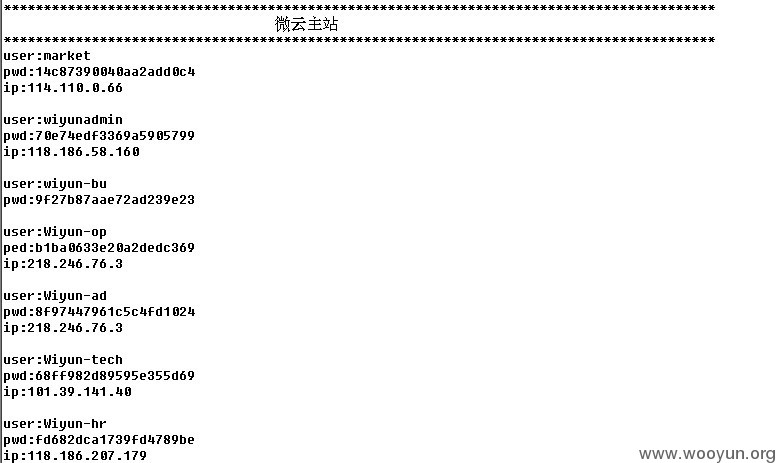 *****************************************************************************************
微云主站
*****************************************************************************************
user:market
pwd:14c87390040aa2add0c4
ip:114.110.0.66
user:wiyunadmin
pwd:70e74edf3369a5905799
ip:118.186.58.160
user:wiyun-bu
pwd:9f27b87aae72ad239e23
user:Wiyun-op
ped:b1ba0633e20a2dedc369
ip:218.246.76.3
user:Wiyun-ad
pwd:8f97447961c5c4fd1024
ip:218.246.76.3
user:Wiyun-tech
pwd:68ff982d89595e355d69
ip:101.39.141.40
user:Wiyun-hr
pwd:fd682dca1739fd4789be
ip:118.186.207.179
www.wooyun.org